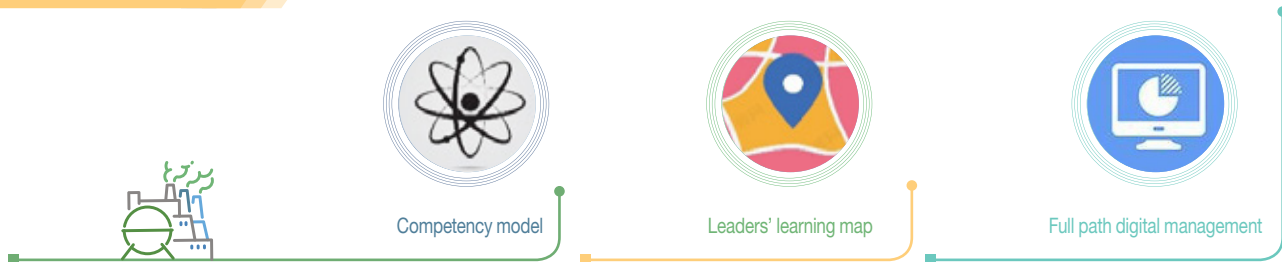 Competency model
Leaders’ learning map
Full path digital management